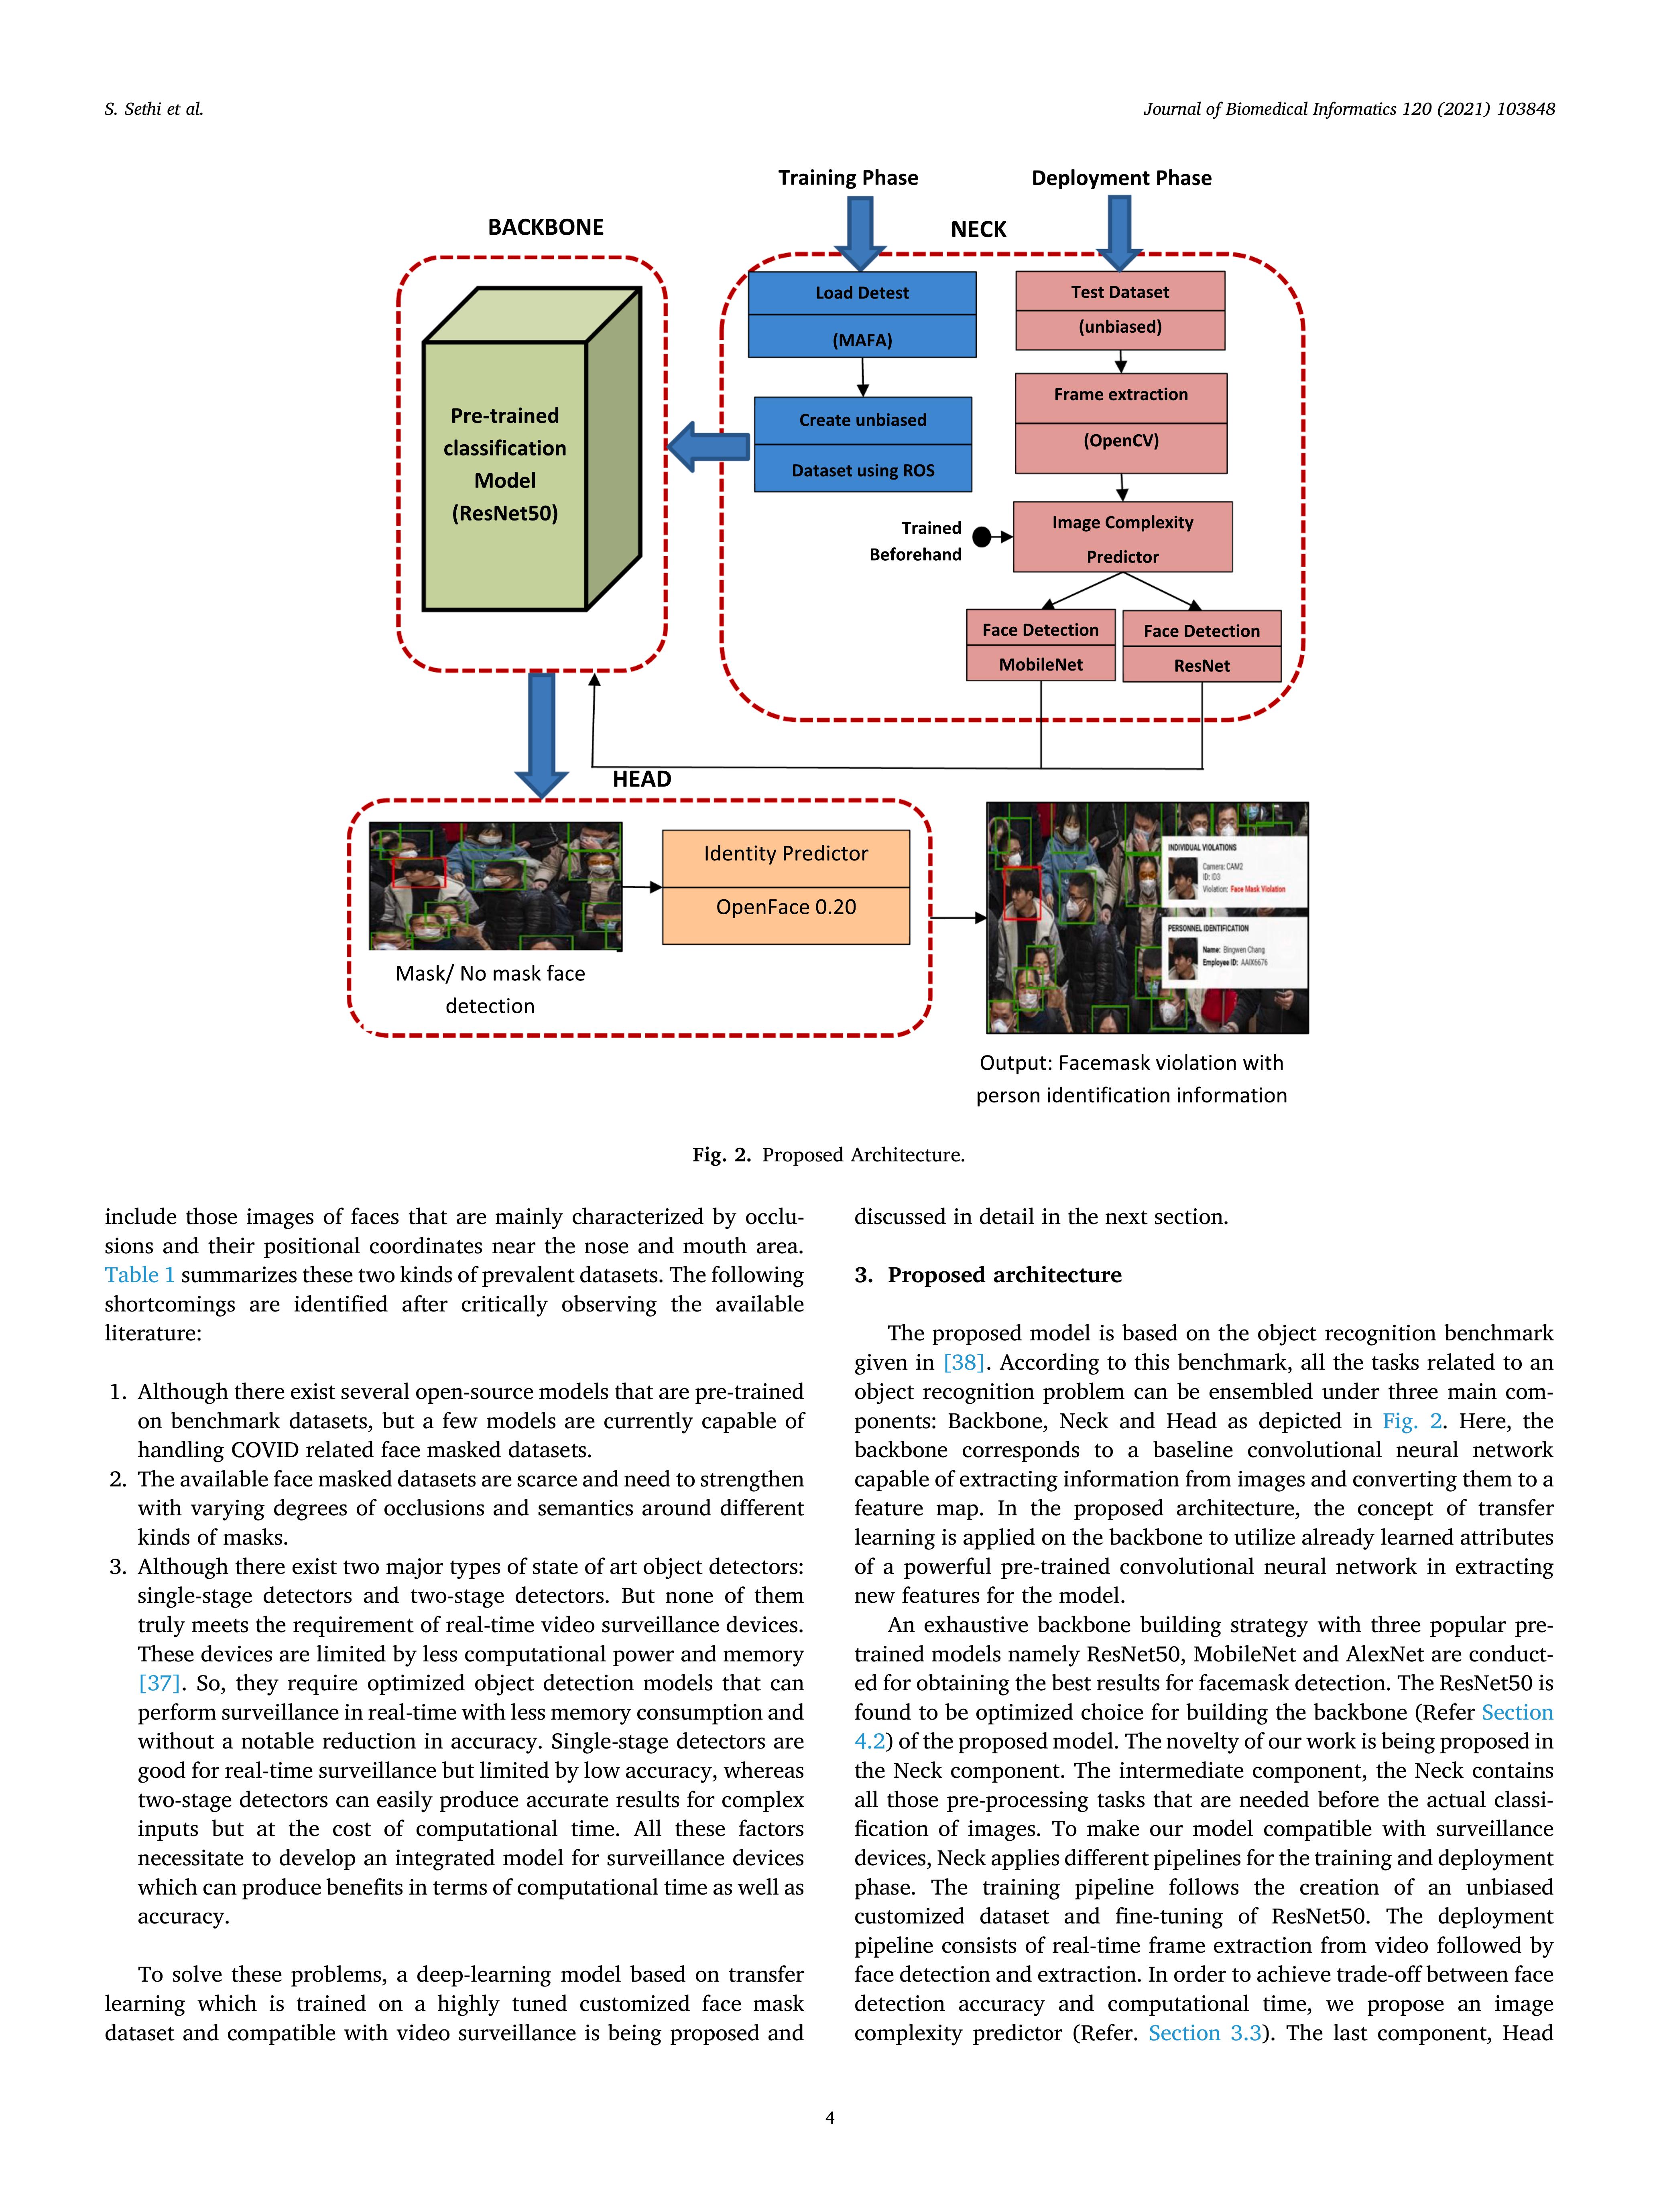 S. Sethi et al.
Journal of Biomedical Informatics 120 (2021) 103848
Training Phase
Deployment Phase
BACKBONE
NECK
Load Detest
(MAFA)
Create unbiased
Dataset using ROS
Test Dataset
(unbiased)
Frame extraction
(OpenCV)
Trained
Beforehand
Image Complexity
Predictor
Face Detection
MobileNet
Face Detection
ResNet
Pre-trained
classification
Model
(ResNet50)
HEAD
Mask/ No mask face
detection
Identity Predictor
OpenFace 0.20
INDIVIDUAL VIOLATIONS
Camera: CAM2
ID: ID3
Violation: Face Mask Violation
PERSONNEL IDENTIFICATION
Name: Bingwen Chang
Employee ID: AAIX6676
Output: Facemask violation with
person identification information
Fig. 2. Proposed Architecture.
include those images of faces that are mainly characterized by occlu-
sions and their positional coordinates near the nose and mouth area.
Table 1 summarizes these two kinds of prevalent datasets. The following
shortcomings are identified after critically observing the available
literature:
1. Although there exist several open-source models that are pre-trained
on benchmark datasets, but a few models are currently capable of
handling COVID related face masked datasets.
2. The available face masked datasets are scarce and need to strengthen
with varying degrees of occlusions and semantics around different
kinds of masks.
3. Although there exist two major types of state of art object detectors:
single-stage detectors and two-stage detectors. But none of them
truly meets the requirement of real-time video surveillance devices.
These devices are limited by less computational power and memory
[37]. So, they require optimized object detection models that can
perform surveillance in real-time with less memory consumption and
without a notable reduction in accuracy. Single-stage detectors are
good for real-time surveillance but limited by low accuracy, whereas
two-stage detectors can easily produce accurate results for complex
inputs but at the cost of computational time. All these factors
necessitate to develop an integrated model for surveillance devices
which can produce benefits in terms of computational time as well as
accuracy.
To solve these problems, a deep-learning model based on transfer
learning which is trained on a highly tuned customized face mask
dataset and compatible with video surveillance is being proposed and
discussed in detail in the next section.
3. Proposed architecture
The proposed model is based on the object recognition benchmark
given in [38]. According to this benchmark, all the tasks related to an
object recognition problem can be ensembled under three main com-
ponents: Backbone, Neck and Head as depicted in Fig. 2. Here, the
backbone corresponds to a baseline convolutional neural network
capable of extracting information from images and converting them to a
feature map. In the proposed architecture, the concept of transfer
learning is applied on the backbone to utilize already learned attributes
of a powerful pre-trained convolutional neural network in extracting
new features for the model.
An exhaustive backbone building strategy with three popular pre-
trained models namely ResNet50, MobileNet and AlexNet are conduct-
ed for obtaining the best results for facemask detection. The ResNet50 is
found to be optimized choice for building the backbone (Refer Section
4.2) of the proposed model. The novelty of our work is being proposed in
the Neck component. The intermediate component, the Neck contains
all those pre-processing tasks that are needed before the actual classi-
fication of images. To make our model compatible with surveillance
devices, Neck applies different pipelines for the training and deployment
phase. The training pipeline follows the creation of an unbiased
customized dataset and fine-tuning of ResNet50. The deployment
pipeline consists of real-time frame extraction from video followed by
face detection and extraction. In order to achieve trade-off between face
detection accuracy and computational time, we propose an image
complexity predictor (Refer. Section 3.3). The last component, Head
4